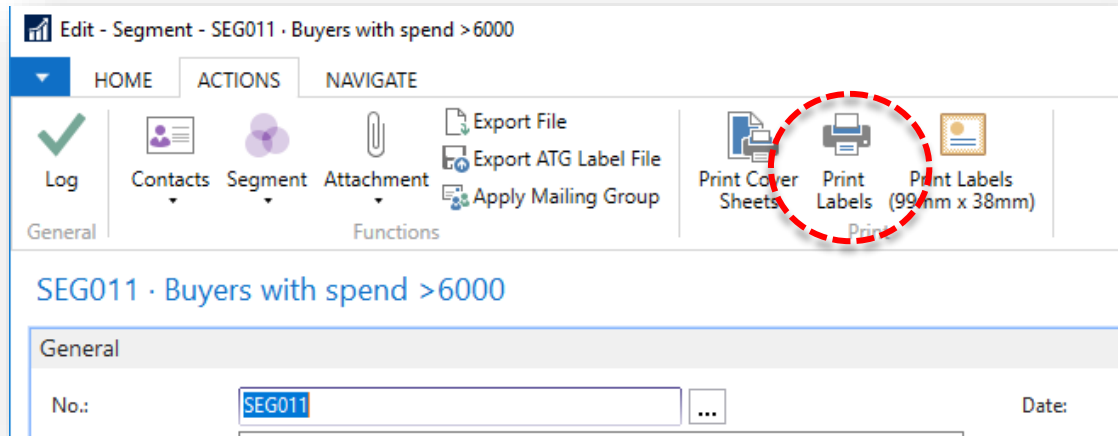 Edit - Segment - SEG011 · Buyers with spend >6000
HOME ACTIONS NAVIGATE
Log
Contacts
Segment
Attachment
Export File
Export ATG Label File
Apply Mailing Group
Print Cover
Sheets
Print
Labels
Print Labels
(99mm x 38mm)
General
Functions
Print
SEG011 · Buyers with spend >6000
General
No.: SEG011 ... Date: